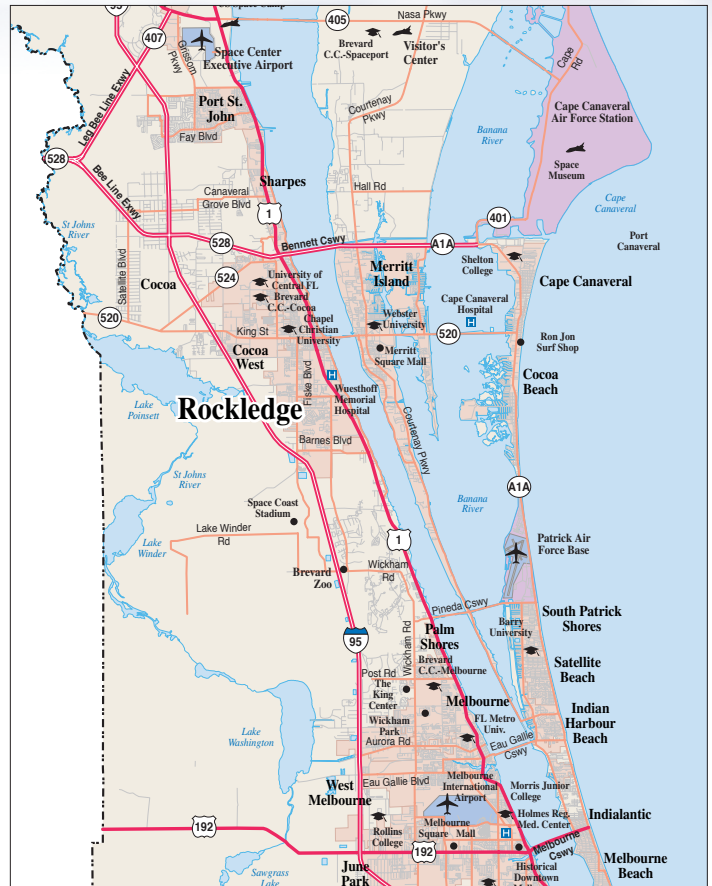 95
407
Grissom
Pkwy
Space Center
Executive Airport
405
Nasa Pkwy
Brevard
C.C.-Spaceport
Visitor's
Center
Cape
Rd
Leg Bee Line Exwy
Port St.
John
Fay Blvd
Courtenay
Pkwy
Banana
River
Cape Canaveral
Air Force Station
Space
Museum
528
Bee Line Exwy
Sharpes
Canaveral
Grove Blvd
1
Hall Rd
Cape
Canaveral
401
Port
Canaveral
St Johns
River
528
Bennett Cswy
A1A
Shelton
College
Satellite Blvd
Cocoa
524
University of
Central FL
Brevard
C.C.-Cocoa
Chapel
Christian
University
Merritt
Island
Cape Canaveral
Cape Canaveral
Hospital
H
520
King St
Webster
University
520
Merritt
Square Mall
Ron Jon
Surf Shop
Cocoa
West
Fiske Blvd
H
Wuesthoff
Memorial
Hospital
Cocoa
Beach
Lake
Poinsett
Rockledge
Courtenay Pkwy
Barnes Blvd
St Johns
River
A1A
Banana
River
Space Coast
Stadium
Lake Winder
Rd
Lake
Winder
1
Patrick Air
Force Base
Brevard
Zoo
Wickham
Rd
Pineda Cswy
South Patrick
Shores
95
Wickham Rd
Palm
Shores
Barry
University
Brevard
C.C.-Melbourne
Satellite
Beach
Post Rd
The
King
Center
Melbourne
Wickham
Park
FL Metro
Univ.
Indian
Harbour
Beach
Lake
Washington
Aurora Rd
Eau Gallie
Cswy
Eau Gallie Blvd
West
Melbourne
Melbourne
International
Airport
Morris Junior
College
Indialantic
192
Rollins
College
Melbourne
Square Mall
H
Holmes Reg.
Med. Center
192
Melbourne
Cswy
Melbourne
Beach
June
Park
Historical
Downtown
Sawgrass
Lake